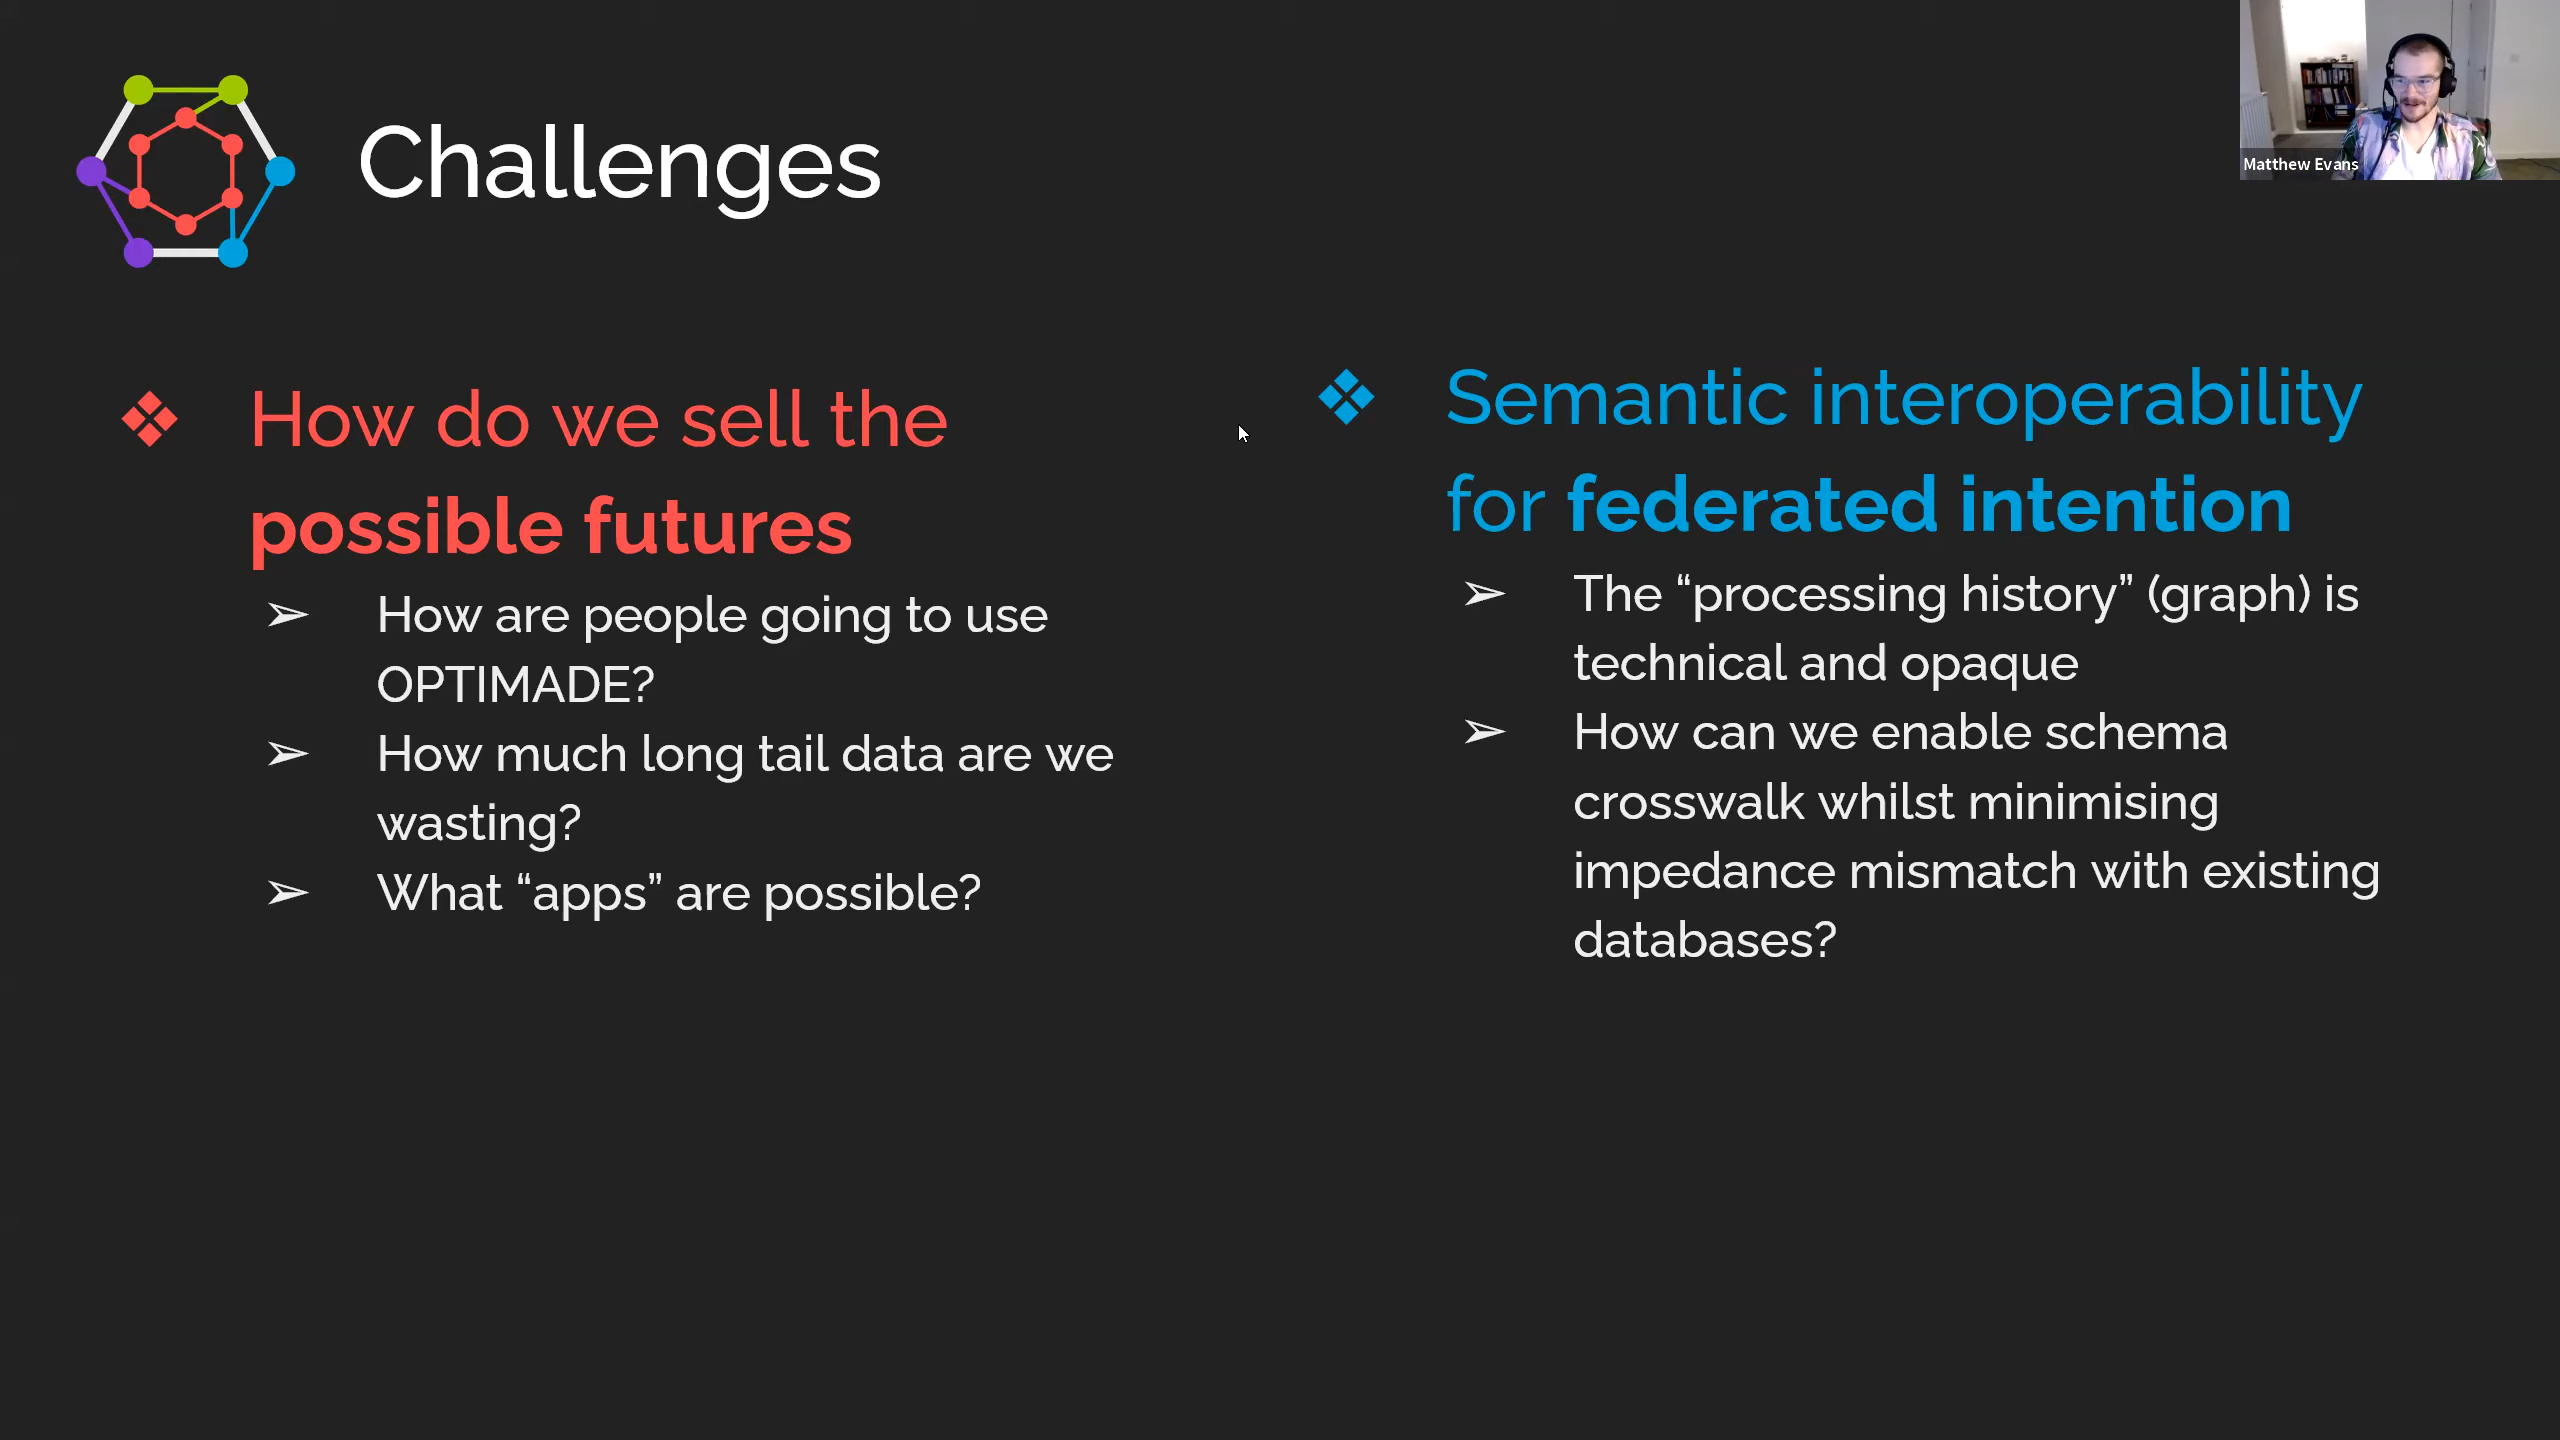 Challenges
Matthew Evans
How do we sell the
possible futures
How are people going to use
OPTIMADE?
How much long tail data are we
wasting?
What “apps” are possible?
Semantic interoperability
for federated intention
The “processing history” (graph) is
technical and opaque
How can we enable schema
crosswalk whilst minimising
impedance mismatch with existing
databases?